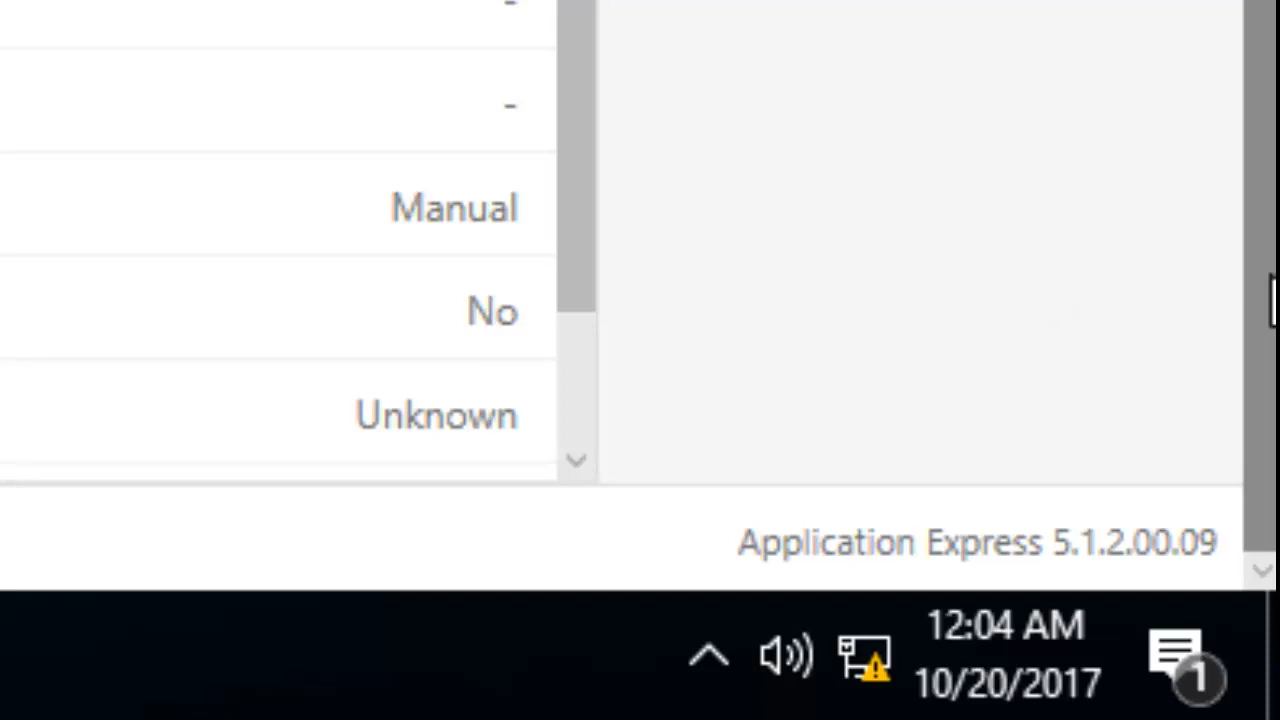 -
-
Manual
No
Unknown
Application Express 5.1.2.00.09
12:04 AM
10/20/2017
1